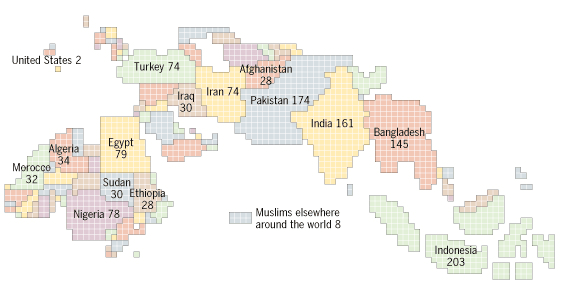 United States 2
Turkey 74
Afghanistan
28
Iraq
30
Iran 74
Pakistan 174
India 161
Bangladesh
145
Algeria
34
Egypt
79
Morocco
32
Sudan
30
Ethiopia
28
Nigeria 78
Muslims elsewhere
around the world 8
Indonesia
203